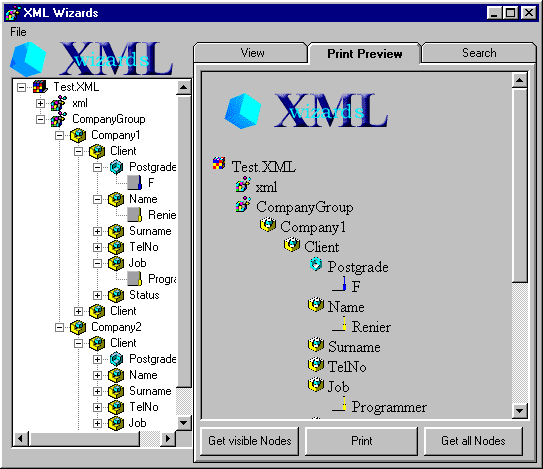 XML Wizards
File
XML
wizards
Test.XML
xml
CompanyGroup
Company1
Client
Postgrade
F
Name
Renier
Surname
TelNo
Job
Progra
Status
Client
Company2
Client
Postgrade
Name
Surname
TelNo
Job
View
Print Preview
Search
XML
wizards
Test.XML
xml
CompanyGroup
Company1
Client
Postgrade
F
Name
Renier
Surname
TelNo
Job
Programmer
Get visible Nodes
Print
Get all Nodes